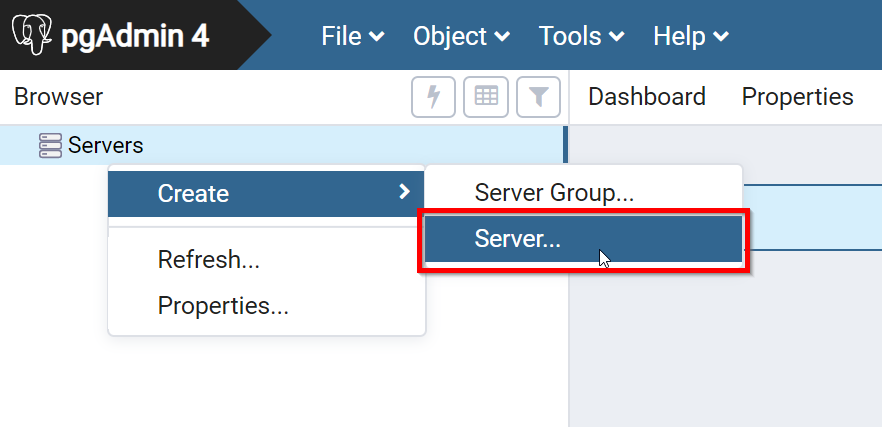 pgAdmin 4 File Object Tools Help
Browser Dashboard Properties
Servers
Create Server Group...
Server...
Refresh...
Properties...